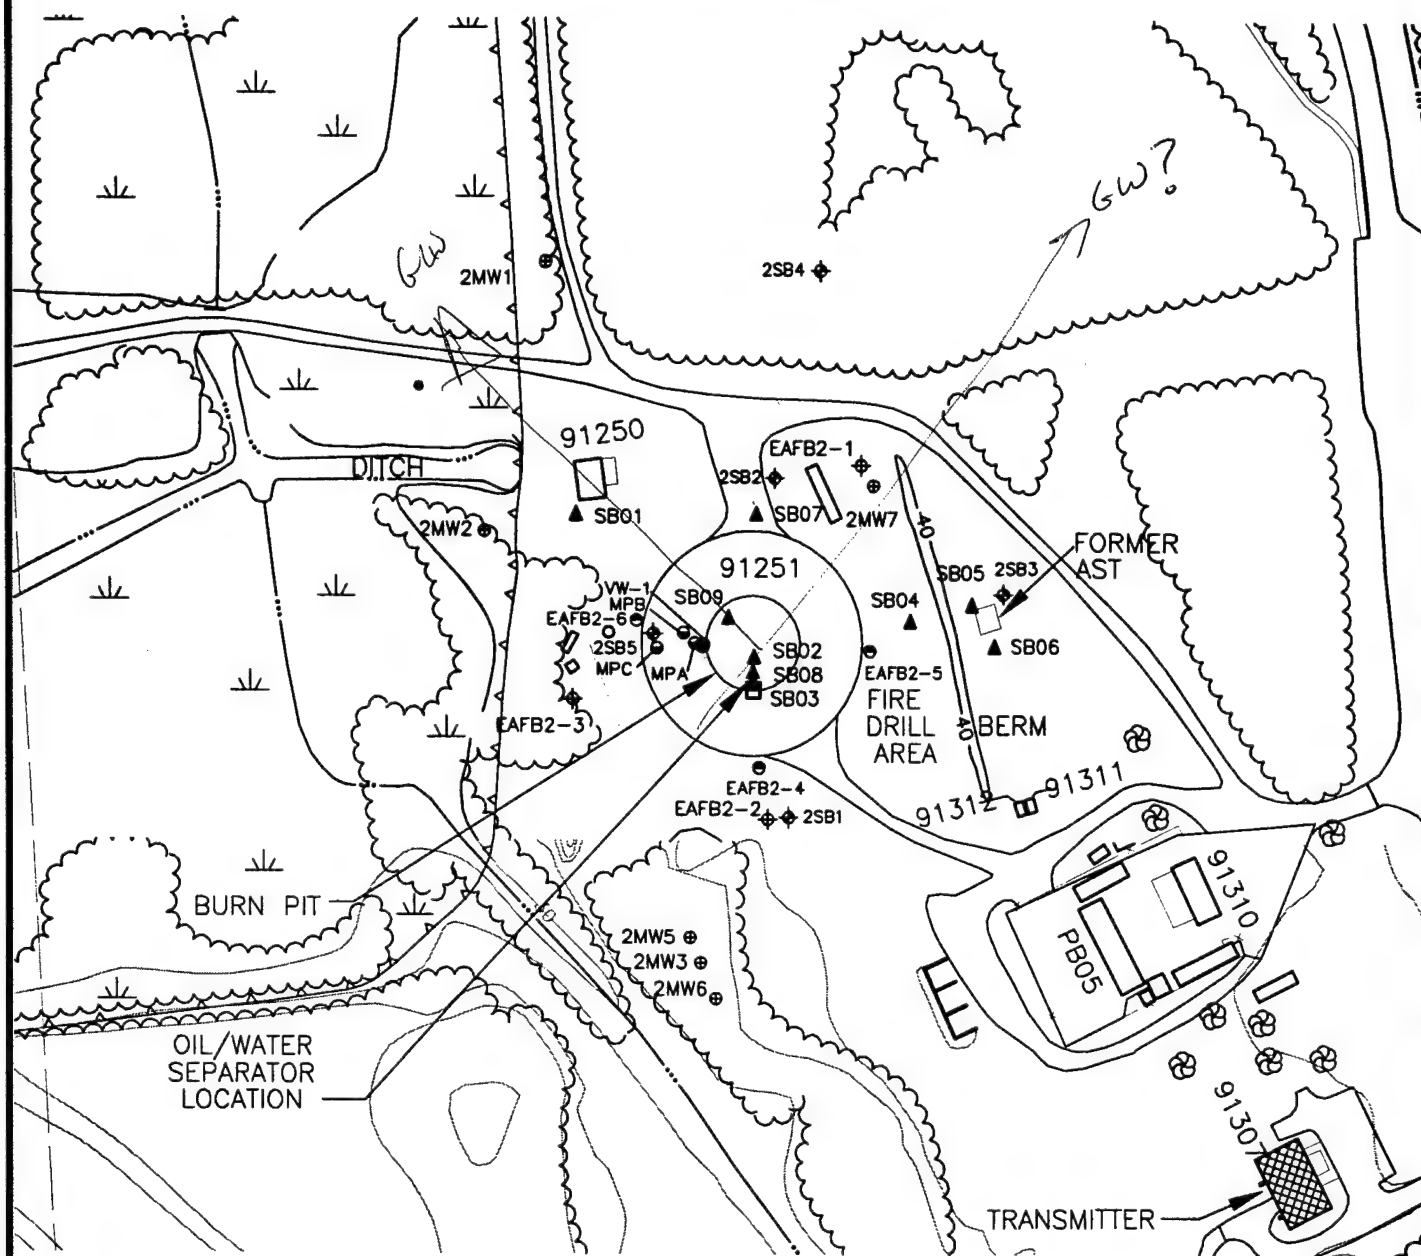 GW?
GW
2MW1
2SB4
91250
DITCH
EAFB2-1
2SB2
SB01
SB07
2MW7
40
2MW2
FORMER
AST
91251
VW-1
MPB
SB09
SB05
2SB3
EAFB2-6
SB04
2SB5
SB02
SB06
MPC
MPA
SB08
EAFB2-5
SB03
EAFB2-3
FIRE
DRILL
AREA
40
BERM
EAFB2-4
91312
91311
EAFB2-2
2SB1
BURN PIT
91310
2MW5
2MW3
2MW6
PB05
OIL/WATER
SEPARATOR
LOCATION
91307
TRANSMITTER